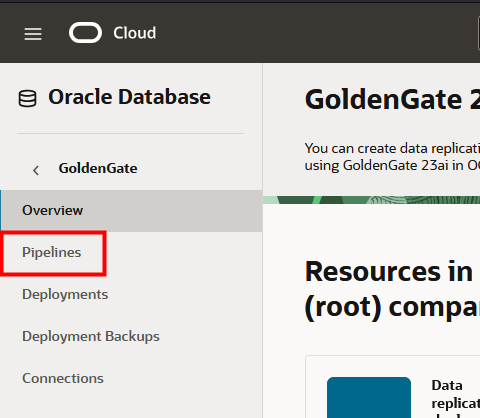 Cloud
Oracle Database
GoldenGate
Overview
Pipelines
Deployments
Deployment Backups
Connections
GoldenGate 2
You can create data replicati
using GoldenGate 23ai in O
Resources in
(root) compa
Data
replicat